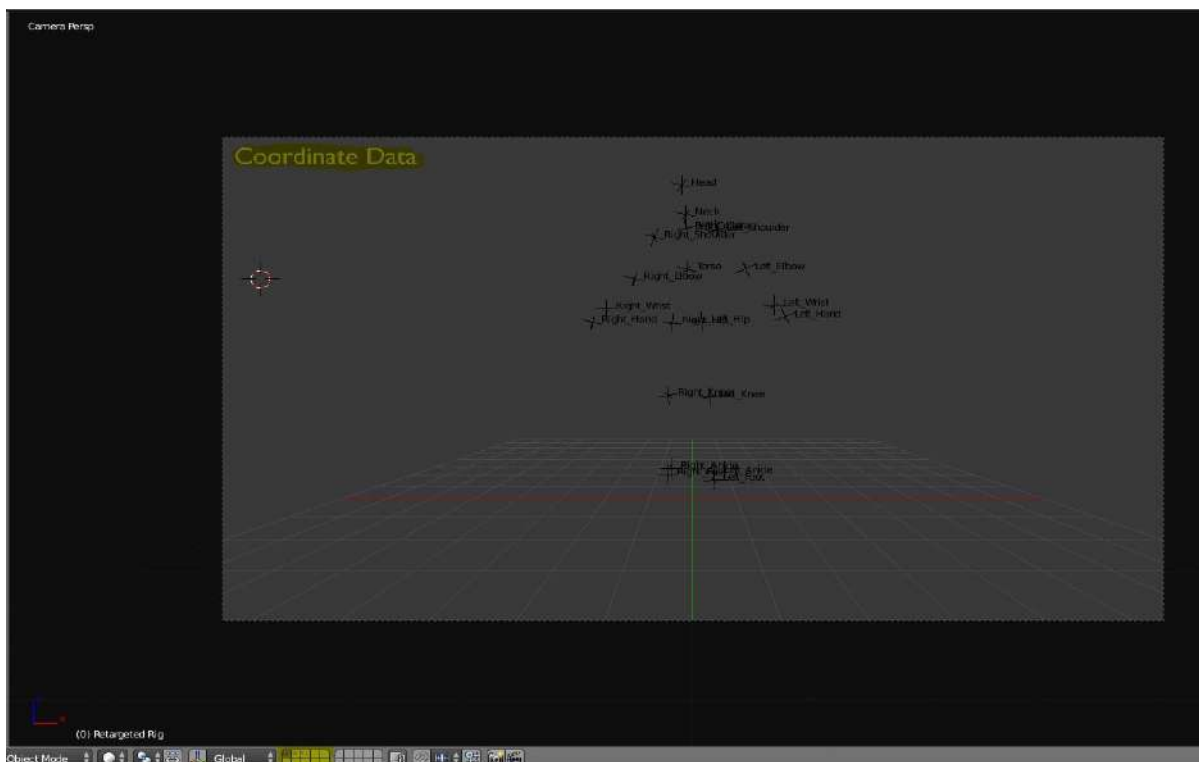 Camera Persp
Coordinate Data
Head
Neck
Right_Shoulder
Torso
Left_Elbow
Right_Elbow
Right_Wrist
Left_Wrist
Right_Hand
Left_Hand
(0) Retargeted Rig
Object Mode
Global